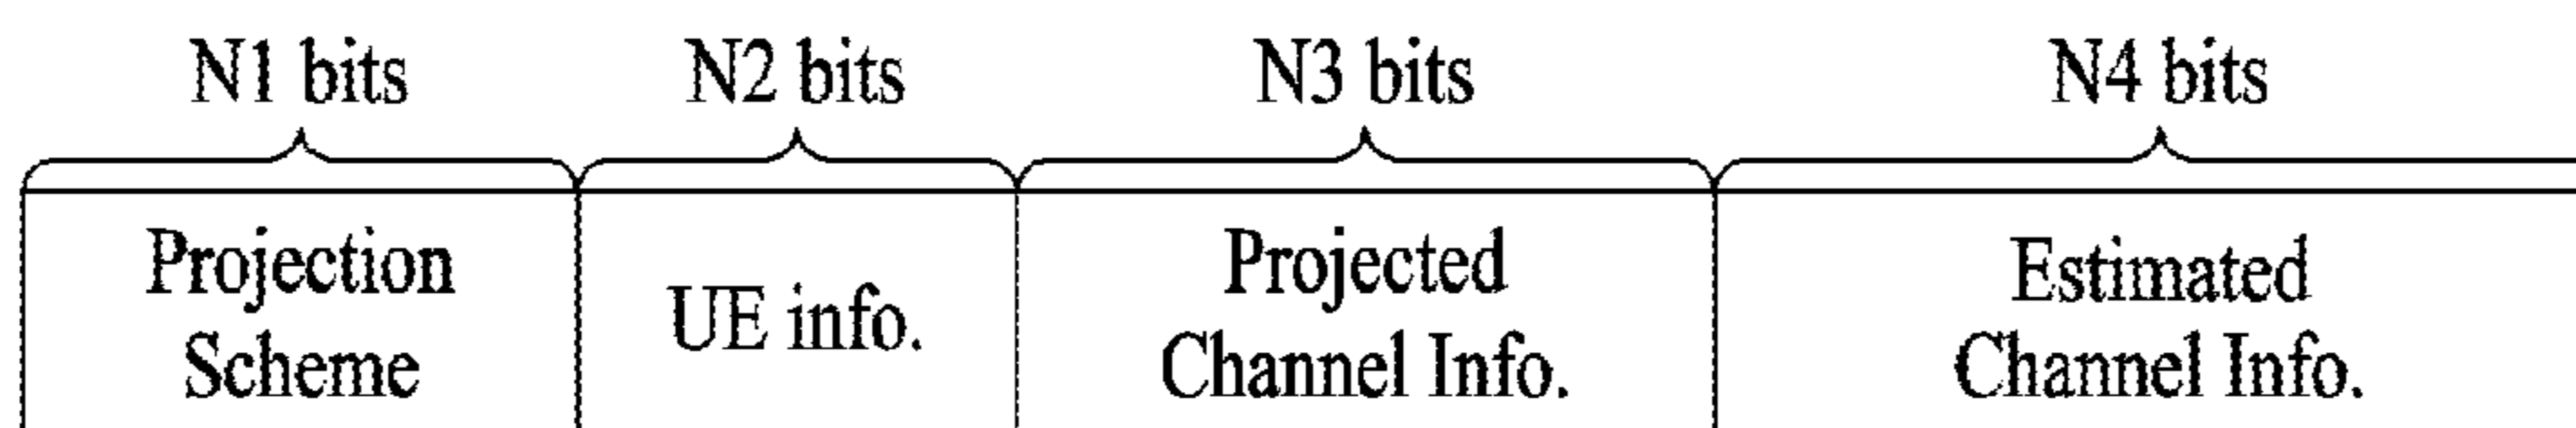 N1 bits
N2 bits
N3 bits
N4 bits
Projection
Scheme
UE info.
Projected
Channel Info.
Estimated
Channel Info.